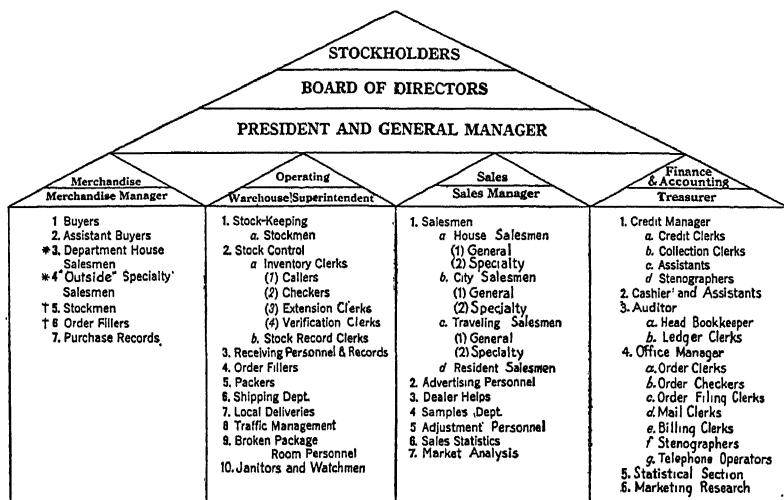 STOCKHOLDERS
BOARD OF DIRECTORS
PRESIDENT AND GENERAL MANAGER
Merchandise
Merchandise Manager
1 Buyers
2. Assistant Buyers
*3. Department House
Salesmen
*4 "Outside" Specialty
Salesmen
†5. Stockmen
†6 Order Fillers
7. Purchase Records
Operating
Warehouse Superintendent
1. Stock-Keeping
a. Stockmen
2. Stock Control
a Inventory Clerks
(1) Callers
(2) Checkers
(3) Extension Clerks
(4) Verification Clerks
b. Stock Record Clerks
3. Receiving Personnel & Records
4. Order Fillers
5. Packers
6. Shipping Dept.
7. Local Deliveries
8 Traffic Management
9. Broken Package
Room Personnel
10. Janitors and Watchmen
Sales
Sales Manager
1. Salesmen
a House Salesmen
(1) General
(2) Specialty
b. City Salesmen
(1) General
(2) Specialty
c. Traveling Salesmen
(1) General
(2) Specialty
d Resident Salesmen
2. Advertising Personnel
3. Dealer Helps
4 Samples Dept.
5 Adjustment Personnel
6. Sales Statistics
7. Market Analysis
Finance
& Accounting
Treasurer
1. Credit Manager
a. Credit Clerks
b. Collection Clerks
c. Assistants
d Stenographers
2. Cashier and Assistants
3. Auditor
a. Head Bookkeeper
b. Ledger Clerks
4. Office Manager
a. Order Clerks
b. Order Checkers
c. Order Filing Clerks
d. Mail Clerks
e. Billing Clerks
f Stenographers
g. Telephone Operators
5. Statistical Section
6. Marketing Research